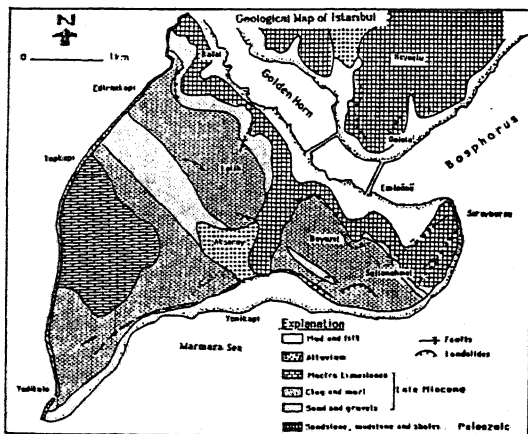 Geological Map of Istanbul
N
0 1km
Balat
Beyoglu
Golden Horn
Edirnekapi
Galata
Bosphorus
Topkapi
Fatih
Eminönü
Sarayburnu
Aksaray
Beyazit
Sultanahmet
Yenikapi
Marmara Sea
Yedikule
Explanation
Mud and fill
Faults
Alluvium
Landslides
Mactra Limestones
Clay and marl
Late Miocene
Sand and gravels
Sandstone, mudstone and shales
Paleozoic